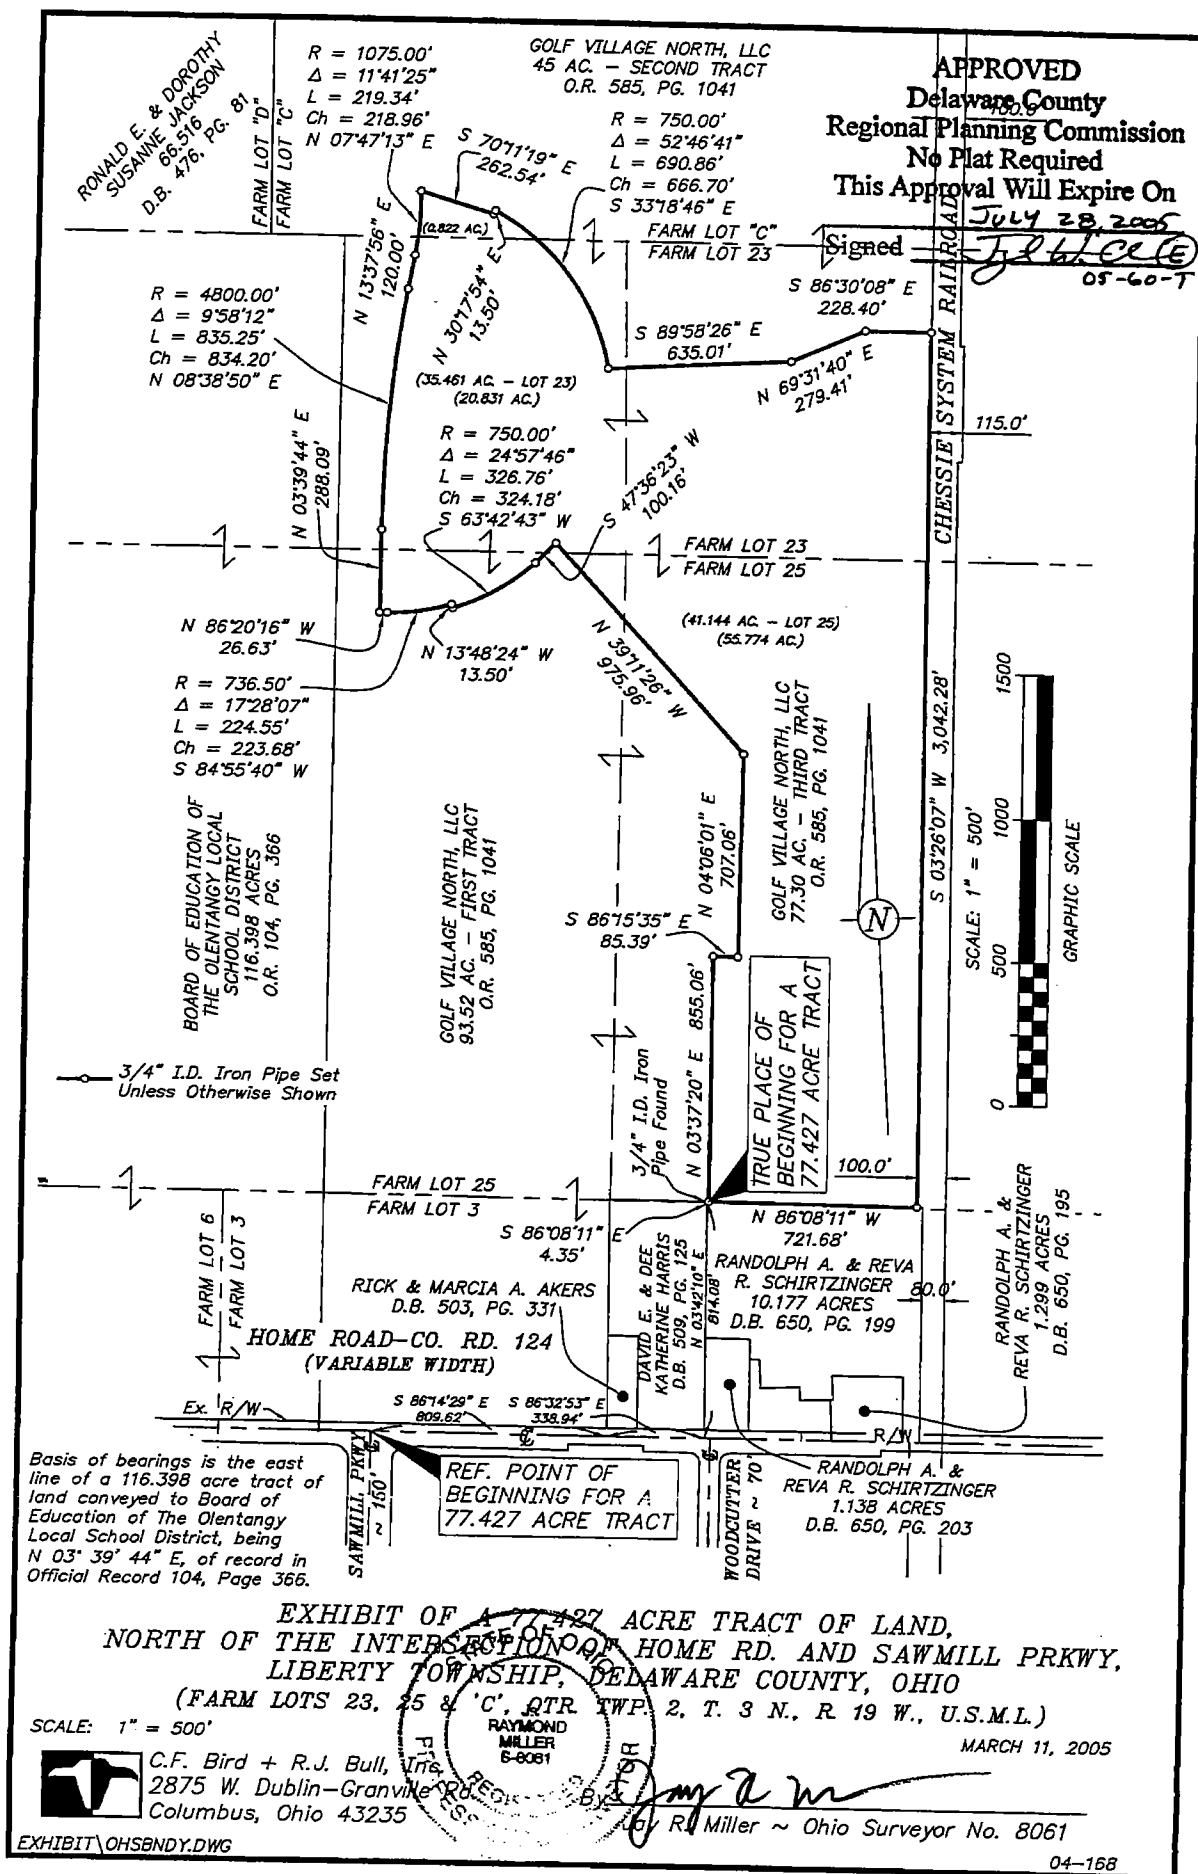 RONALD E. & DOROTHY
SUSANNE JACKSON
66.516
D.B. 476, PG. 81
FARM LOT "D"
FARM LOT "C"
R = 1075.00'
Δ = 11°41'25"
L = 219.34'
Ch = 218.96'
N 07°47'13" E
GOLF VILLAGE NORTH, LLC
45 AC. – SECOND TRACT
O.R. 585, PG. 1041
S 70°11'19" E
262.54'
R = 750.00'
Δ = 52°46'41"
L = 690.86'
Ch = 666.70'
S 33°18'46" E
APPROVED
Delaware County
Regional Planning Commission
No Plat Required
This Approval Will Expire On
JULY 28, 2005
Signed
05-60-T
100.0
(0.822 AC.)
FARM LOT "C"
FARM LOT 23
N 13°37'56" E
120.00'
N 30°17'54" E
13.50'
R = 4800.00'
Δ = 9°58'12"
L = 835.25'
Ch = 834.20'
N 08°38'50" E
S 86°30'08" E
228.40'
S 89°58'26" E
635.01'
N 69°31'40" E
279.41'
CHESSIE SYSTEM RAILROAD
115.0'
(35.461 AC. – LOT 23)
(20.831 AC.)
R = 750.00'
Δ = 24°57'46"
L = 326.76'
Ch = 324.18'
S 63°42'43" W
S 47°36'23" W
100.16'
N 03°39'44" E
288.09'
FARM LOT 23
FARM LOT 25
N 86°20'16" W
26.63'
N 13°48'24" W
13.50'
(41.144 AC. – LOT 25)
(55.774 AC.)
N 39°11'26" W
975.96'
R = 736.50'
Δ = 17°28'07"
L = 224.55'
Ch = 223.68'
S 84°55'40" W
BOARD OF EDUCATION OF
THE OLENTANGY LOCAL
SCHOOL DISTRICT
116.398 ACRES
O.R. 104, PG. 366
GOLF VILLAGE NORTH, LLC
93.52 AC. – FIRST TRACT
O.R. 585, PG. 1041
N 04°06'01" E
707.06'
GOLF VILLAGE NORTH, LLC
77.30 AC. – THIRD TRACT
O.R. 585, PG. 1041
S 03°26'07" W 3,042.28'
N
SCALE: 1" = 500'
0 500 1000 1500
GRAPHIC SCALE
S 86°15'35" E
85.39'
N 03°37'20" E 855.06'
3/4" I.D. Iron
Pipe Found
TRUE PLACE OF
BEGINNING FOR A
77.427 ACRE TRACT
3/4" I.D. Iron Pipe Set
Unless Otherwise Shown
100.0'
FARM LOT 25
FARM LOT 3
FARM LOT 6
FARM LOT 3
S 86°08'11" E
4.35'
N 86°08'11" W
721.68'
RICK & MARCIA A. AKERS
D.B. 503, PG. 331
DAVID E. & DEE
KATHERINE HARRIS
D.B. 509, PG. 125
N 03°42'10" E
814.08'
RANDOLPH A. & REVA
R. SCHIRTZINGER
10.177 ACRES
D.B. 650, PG. 199
80.0'
RANDOLPH A. &
REVA R. SCHIRTZINGER
1.299 ACRES
D.B. 650, PG. 195
HOME ROAD–CO. RD. 124
(VARIABLE WIDTH)
Ex. R/W
S 86°14'29" E
809.62'
S 86°32'53" E
338.94'
R/W
SAWMILL PKWY
~ 150'
REF. POINT OF
BEGINNING FOR A
77.427 ACRE TRACT
WOODCUTTER
DRIVE ~ 70'
RANDOLPH A. &
REVA R. SCHIRTZINGER
1.138 ACRES
D.B. 650, PG. 203
Basis of bearings is the east
line of a 116.398 acre tract of
land conveyed to Board of
Education of The Olentangy
Local School District, being
N 03° 39' 44" E, of record in
Official Record 104, Page 366.
EXHIBIT OF A 77.427 ACRE TRACT OF LAND,
NORTH OF THE INTERSECTION OF HOME RD. AND SAWMILL PRKWY,
LIBERTY TOWNSHIP, DELAWARE COUNTY, OHIO
(FARM LOTS 23, 25 & 'C', QTR. TWP. 2, T. 3 N., R. 19 W., U.S.M.L.)
SCALE: 1" = 500'
MARCH 11, 2005
STATE OF OHIO
RAYMOND
MILLER
S-8061
C.F. Bird + R.J. Bull, Inc.
2875 W. Dublin–Granville Rd.
Columbus, Ohio 43235
By
Jay R. Miller ~ Ohio Surveyor No. 8061
EXHIBIT\OHSBNDY.DWG
04–168